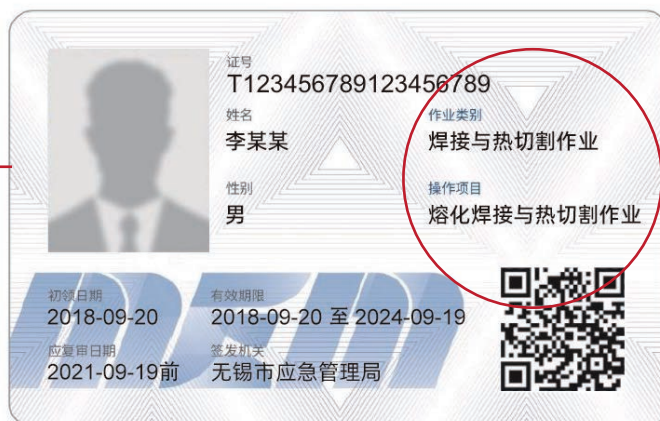 证号
T123456789123456789
姓名
李某某
作业类别
焊接与热切割作业
性别
男
操作项目
熔化焊接与热切割作业
初领日期
2018-09-20
有效期限
2018-09-20 至 2024-09-19
应复审日期
2021-09-19前
签发机关
无锡市应急管理局